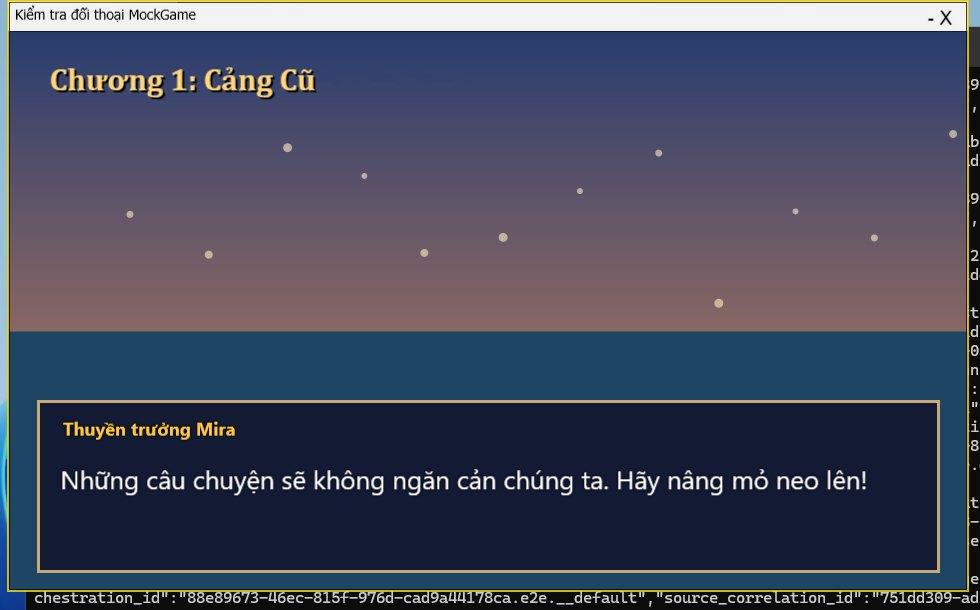 Kiểm tra đối thoại MockGame
- X
Chương 1: Cảng Cũ
Thuyền trưởng Mira
Những câu chuyện sẽ không ngăn cản chúng ta. Hãy nâng mỏ neo lên!
chestration_id":"88e89673-46ec-815f-976d-cad9a44178ca.e2e.__default","source_correlation_id":"751dd309-ae